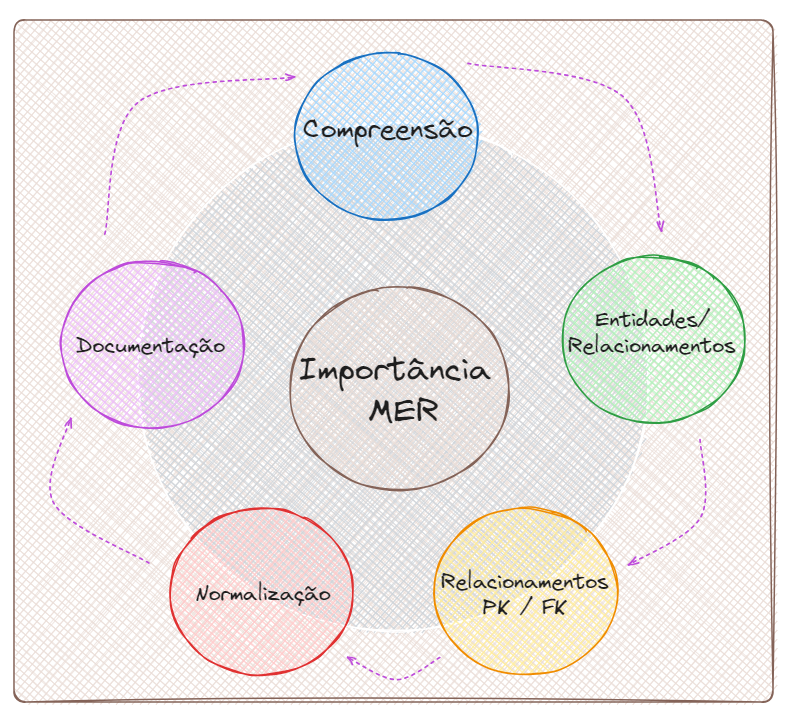 Compreensão
Entidades/
Relacionamentos
Documentação
Importância
MER
Relacionamentos
PK / FK
Normalização